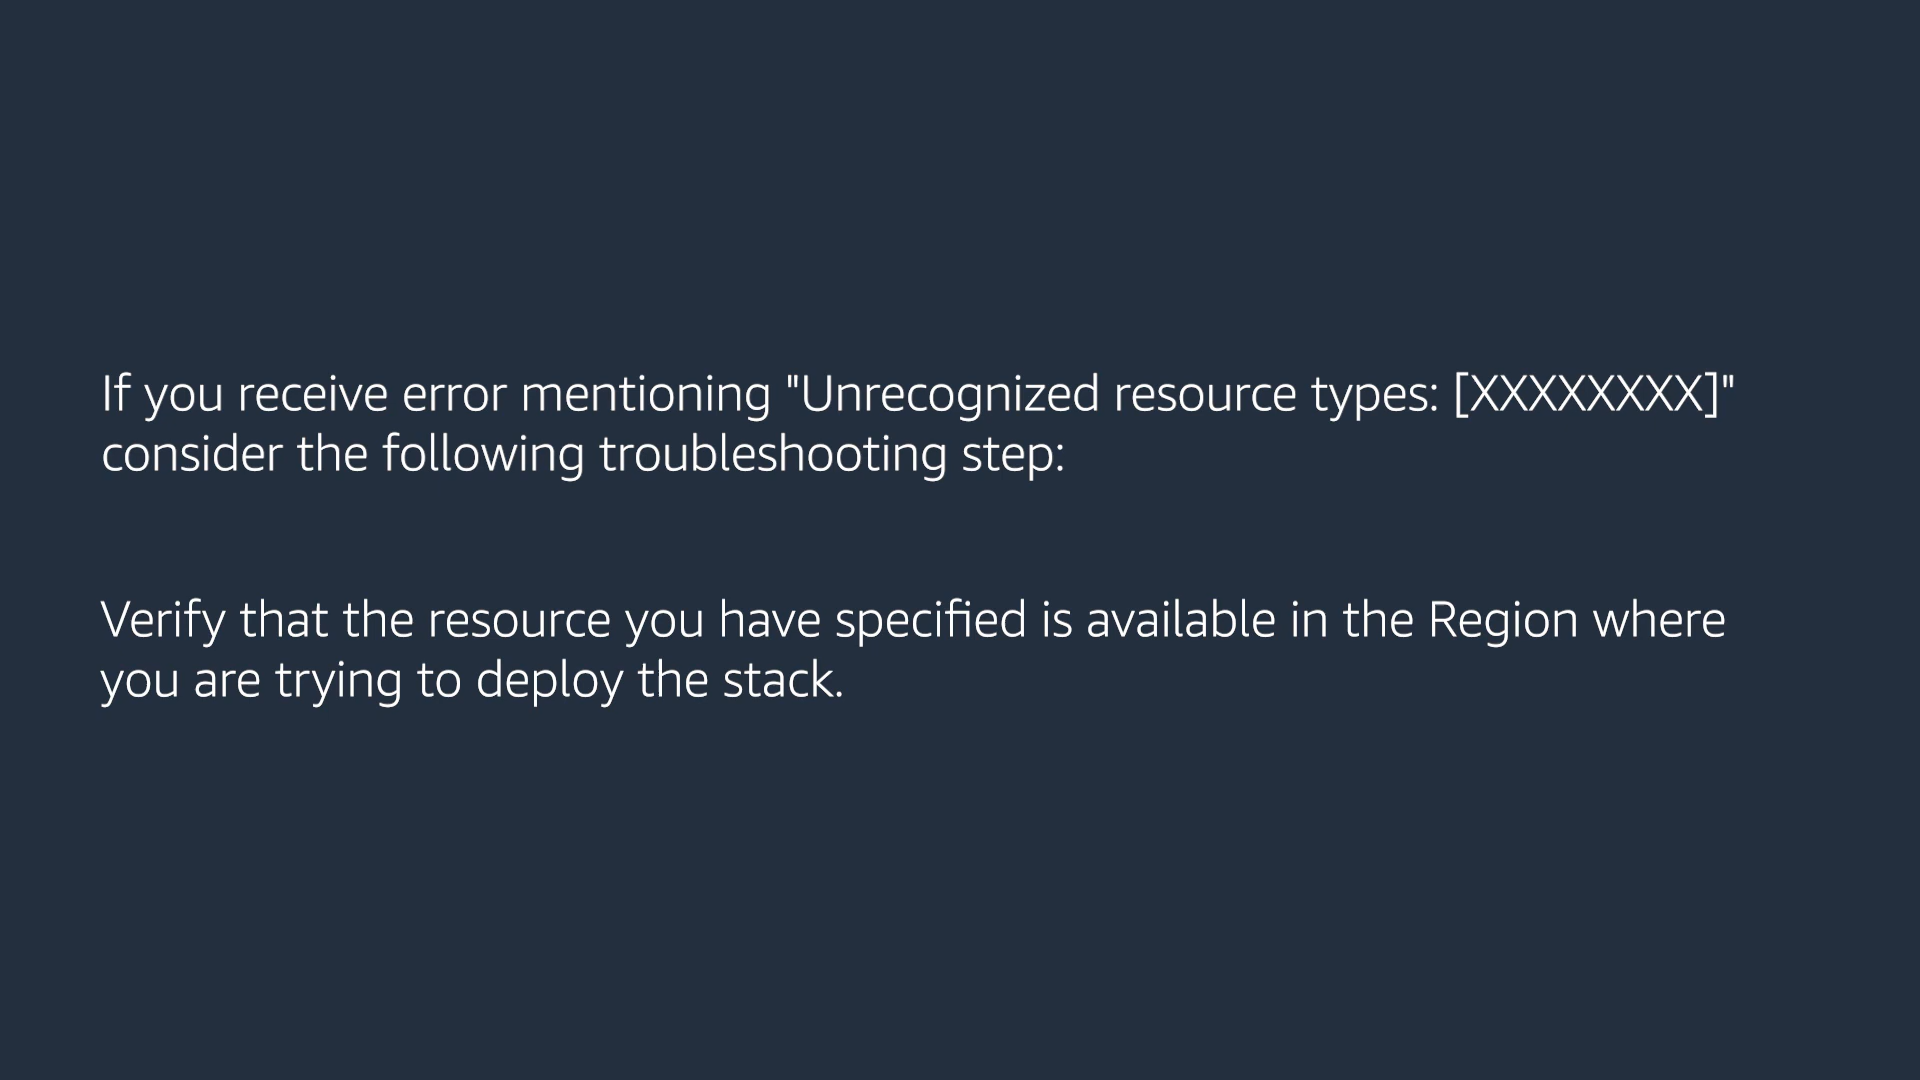 If you receive error mentioning "Unrecognized resource types: [XXXXXXXX]"
consider the following troubleshooting step:
Verify that the resource you have specified is available in the Region where
you are trying to deploy the stack.